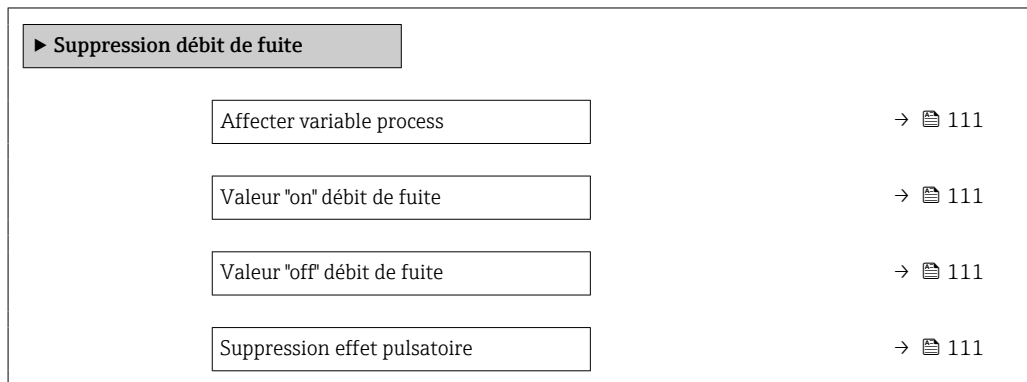 ▶ Suppression débit de fuite
Affecter variable process → 111
Valeur "on" débit de fuite → 111
Valeur "off" débit de fuite → 111
Suppression effet pulsatoire → 111